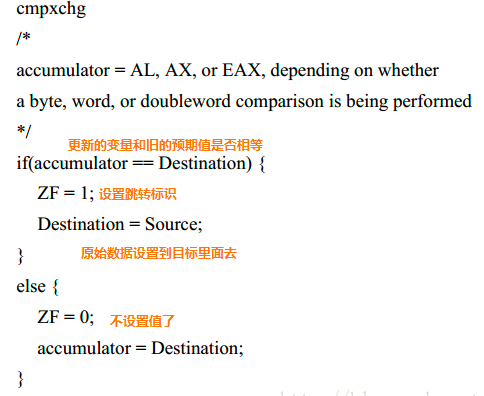 cmpxchg
/*
accumulator = AL, AX, or EAX, depending on whether
a byte, word, or doubleword comparison is being performed
*/
更新的变量和旧的预期值是否相等
if(accumulator == Destination) {
ZF = 1; 设置跳转标识
Destination = Source;
}
原始数据设置到目标里面去
else {
ZF = 0; 不设置值了
accumulator = Destination;
}